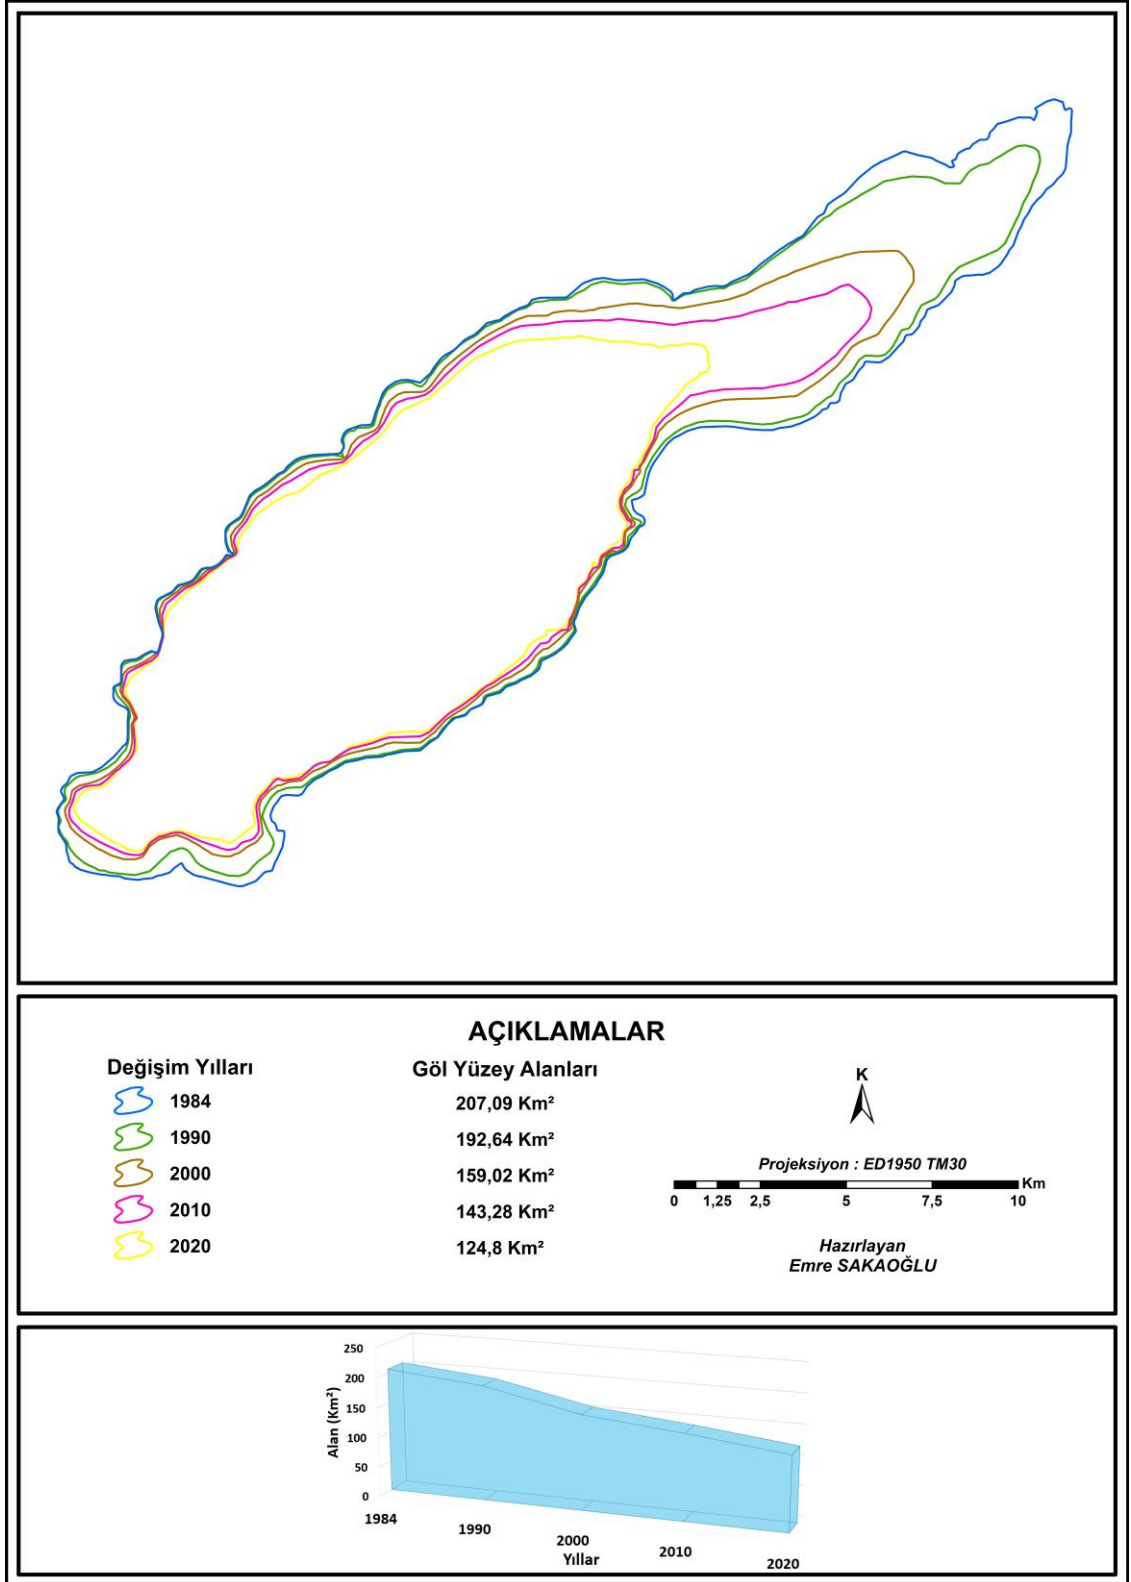 AÇIKLAMALAR
Değişim Yılları
Göl Yüzey Alanları
1984
207,09 Km²
1990
192,64 Km²
2000
159,02 Km²
2010
143,28 Km²
2020
124,8 Km²
K
Projeksiyon : ED1950 TM30
Km
0 1,25 2,5 5 7,5 10
Hazırlayan
Emre SAKAOĞLU
250
200
150
100
50
0
Alan (Km²)
1984
1990
2000
2010
2020
Yıllar